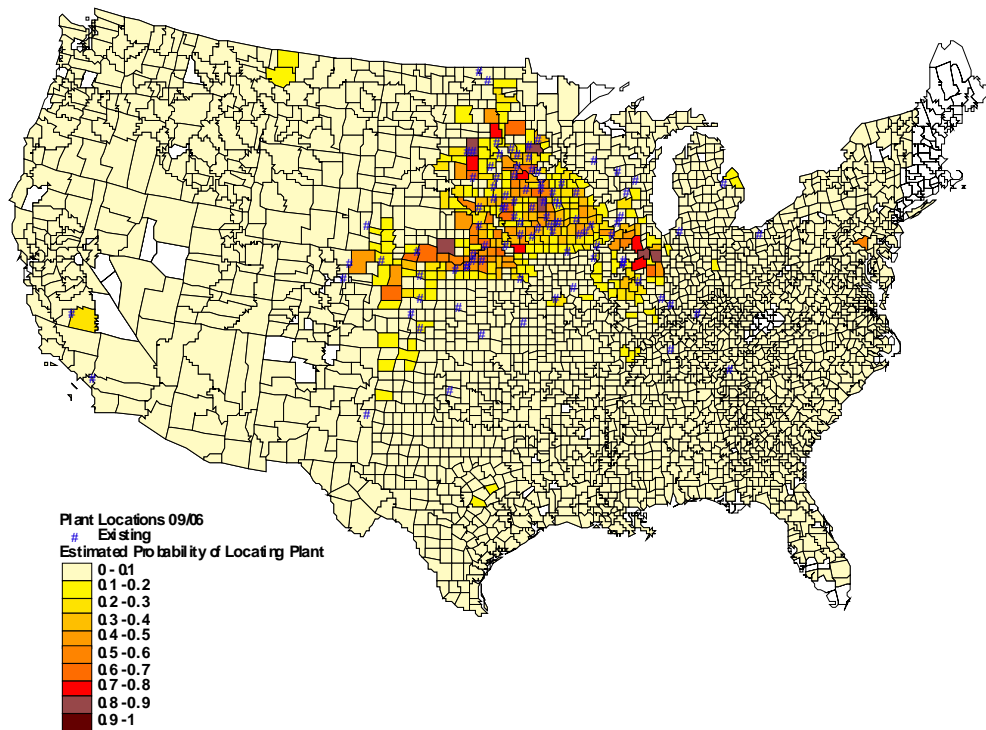 Plant Locations 09/06
# Existing
Estimated Probability of Locating Plant
0 - 0.1
0.1 - 0.2
0.2 - 0.3
0.3 - 0.4
0.4 - 0.5
0.5 - 0.6
0.6 - 0.7
0.7 - 0.8
0.8 - 0.9
0.9 - 1